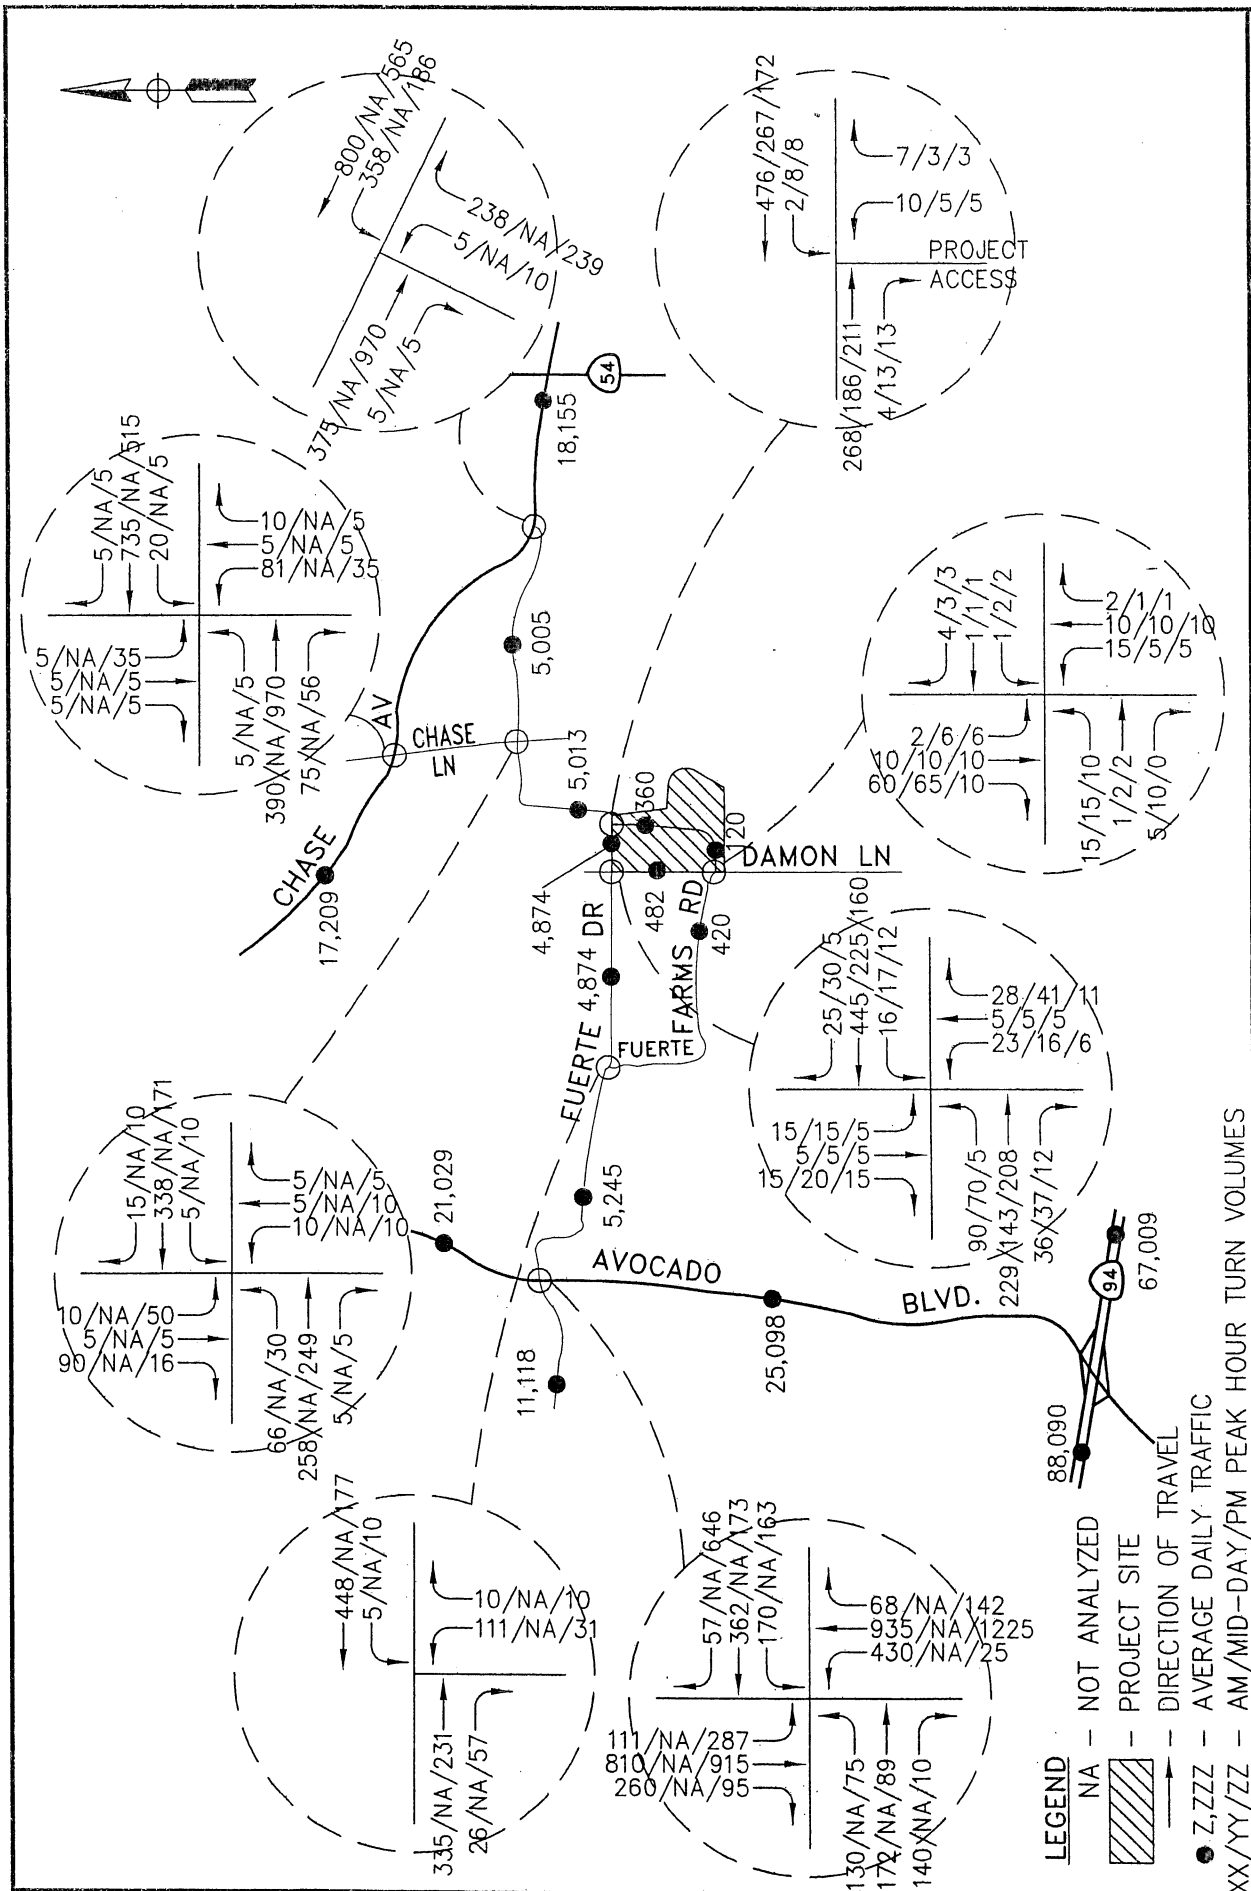 800/NA/565
358/NA/186
238/NA/239
5/NA/10
375/NA/970
5/NA/5
476/267/172
2/8/8
7/3/3
10/5/5
PROJECT
ACCESS
268/186/211
4/13/13
5/NA/5
735/NA/515
20/NA/5
10/NA/5
5/NA/5
81/NA/35
5/NA/35
5/NA/5
5/NA/5
5/NA/5
390/NA/970
75/NA/56
54
18,155
5,005
CHASE
AV
17,209
CHASE
LN
5,013
360
120
DAMON LN
482
4,874
FUERTE 4,874 DR
FUERTE
FARMS
RD
420
4/3/3
1/1/1
1/2/2
2/1/1
10/10/10
15/5/5
2/6/6
10/10/10
60/65/10
15/15/10
1/2/2
5/10/0
25/30/5
445/225/160
16/17/12
28/41/11
5/5/5
23/16/6
15/15/5
5/5/5
15/20/15
90/70/5
229/143/208
36/37/12
15/NA/10
338/NA/171
5/NA/10
5/NA/5
5/NA/10
10/NA/10
10/NA/50
5/NA/5
90/NA/16
66/NA/30
258/NA/249
5/NA/5
21,029
5,245
11,118
AVOCADO
BLVD.
25,098
94
67,009
88,090
448/NA/177
5/NA/10
10/NA/10
111/NA/31
335/NA/231
26/NA/57
57/NA/646
362/NA/173
170/NA/163
68/NA/142
935/NA/1225
430/NA/25
111/NA/287
810/NA/915
260/NA/95
130/NA/75
172/NA/89
140/NA/10
LEGEND
NA - NOT ANALYZED
- PROJECT SITE
- DIRECTION OF TRAVEL
Z,ZZZ - AVERAGE DAILY TRAFFIC
XX/YY/ZZ - AM/MID-DAY/PM PEAK HOUR TURN VOLUMES